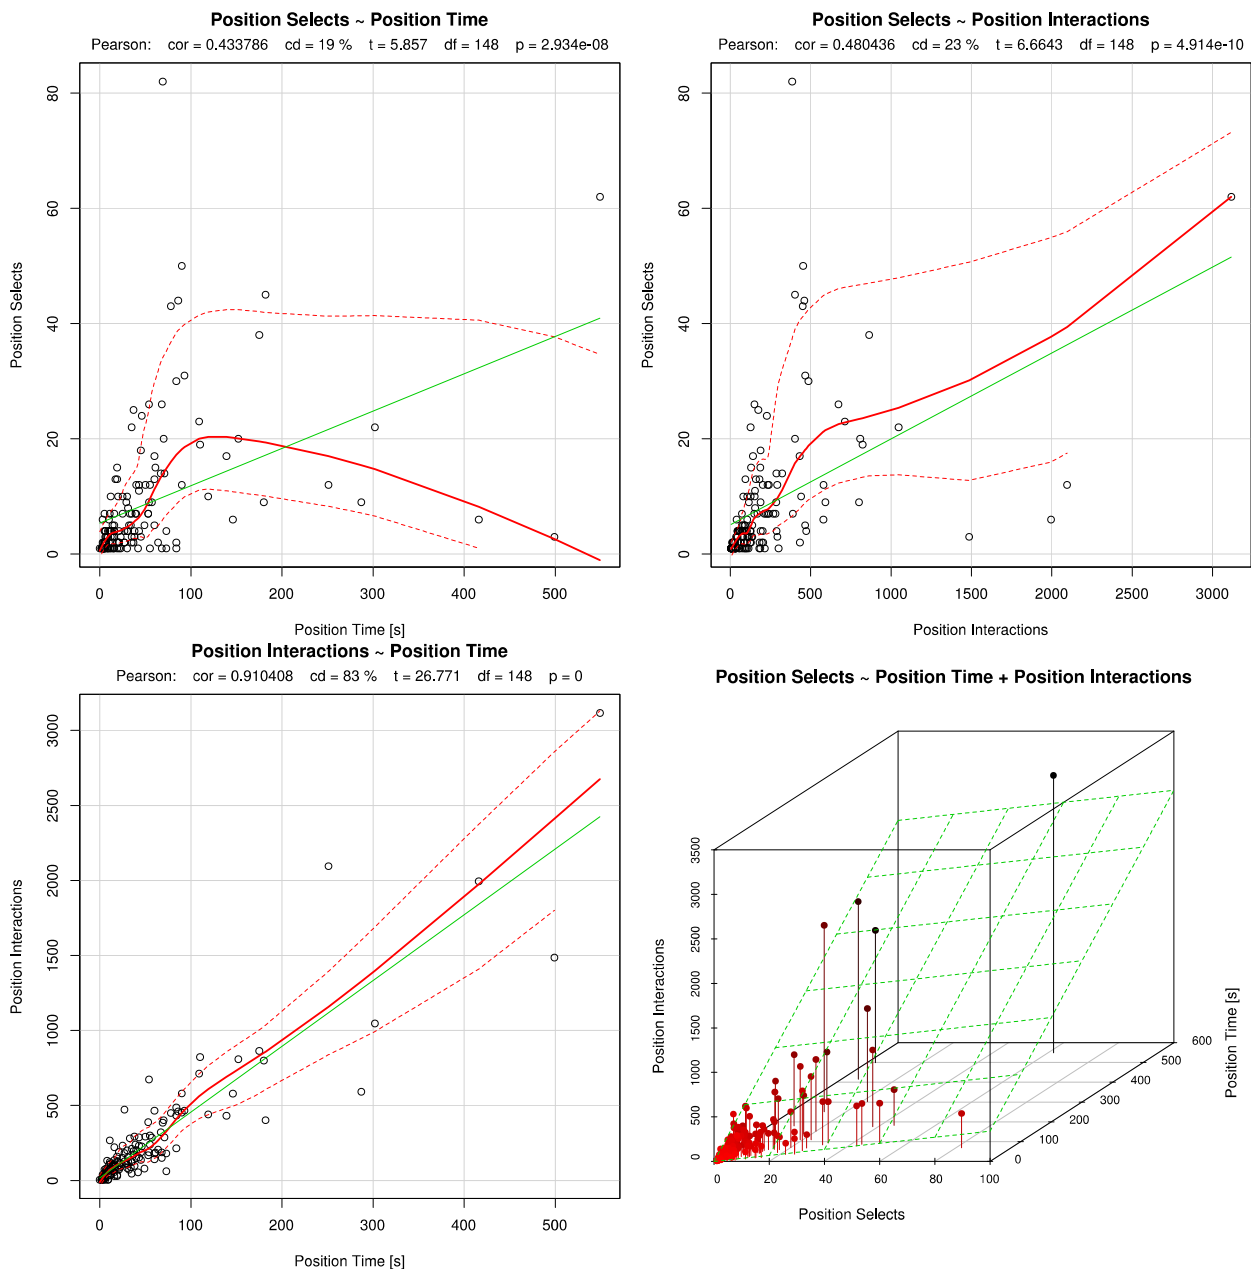 Position Selects ~ Position Time
Pearson: cor = 0.433786 cd = 19 % t = 5.857 df = 148 p = 2.934e-08
80
60
40
20
0
Position Selects
0 100 200 300 400 500
Position Time [s]
Position Selects ~ Position Interactions
Pearson: cor = 0.480436 cd = 23 % t = 6.6643 df = 148 p = 4.914e-10
80
60
40
20
0
Position Selects
0 500 1000 1500 2000 2500 3000
Position Interactions
Position Interactions ~ Position Time
Pearson: cor = 0.910408 cd = 83 % t = 26.771 df = 148 p = 0
3000
2500
2000
1500
1000
500
0
Position Interactions
0 100 200 300 400 500
Position Time [s]
Position Selects ~ Position Time + Position Interactions
3500
3000
2500
2000
1500
1000
500
0
Position Interactions
0 20 40 60 80 100
Position Selects
0
100
200
300
400
500
600
Position Time [s]